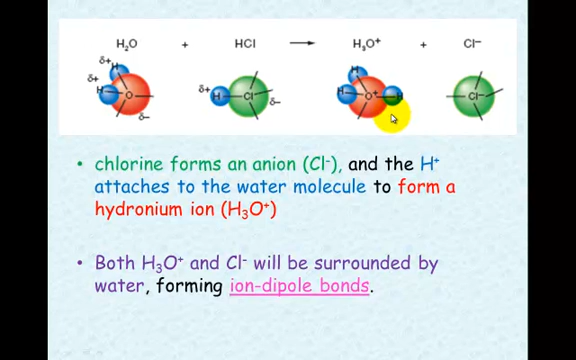 H₂O + HCl → H₃O⁺ + Cl⁻
δ+ H
δ+ H O δ-
δ+ H Cl δ-
H H O⁺ H
Cl⁻
• chlorine forms an anion (Cl⁻), and the H⁺
attaches to the water molecule to form a
hydronium ion (H₃O⁺)
• Both H₃O⁺ and Cl⁻ will be surrounded by
water, forming ion-dipole bonds.